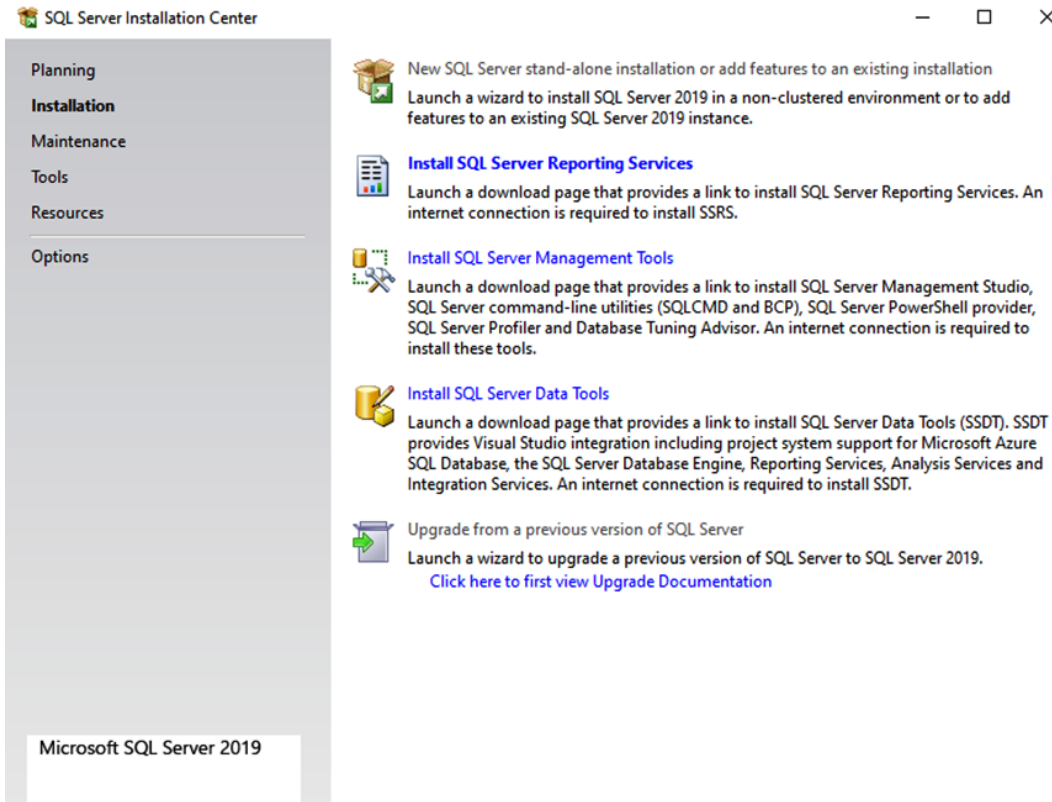 SQL Server Installation Center
Planning
Installation
Maintenance
Tools
Resources
Options
New SQL Server stand-alone installation or add features to an existing installation
Launch a wizard to install SQL Server 2019 in a non-clustered environment or to add
features to an existing SQL Server 2019 instance.
Install SQL Server Reporting Services
Launch a download page that provides a link to install SQL Server Reporting Services. An
internet connection is required to install SSRS.
Install SQL Server Management Tools
Launch a download page that provides a link to install SQL Server Management Studio,
SQL Server command-line utilities (SQLCMD and BCP), SQL Server PowerShell provider,
SQL Server Profiler and Database Tuning Advisor. An internet connection is required to
install these tools.
Install SQL Server Data Tools
Launch a download page that provides a link to install SQL Server Data Tools (SSDT). SSDT
provides Visual Studio integration including project system support for Microsoft Azure
SQL Database, the SQL Server Database Engine, Reporting Services, Analysis Services and
Integration Services. An internet connection is required to install SSDT.
Upgrade from a previous version of SQL Server
Launch a wizard to upgrade a previous version of SQL Server to SQL Server 2019.
Click here to first view Upgrade Documentation
Microsoft SQL Server 2019